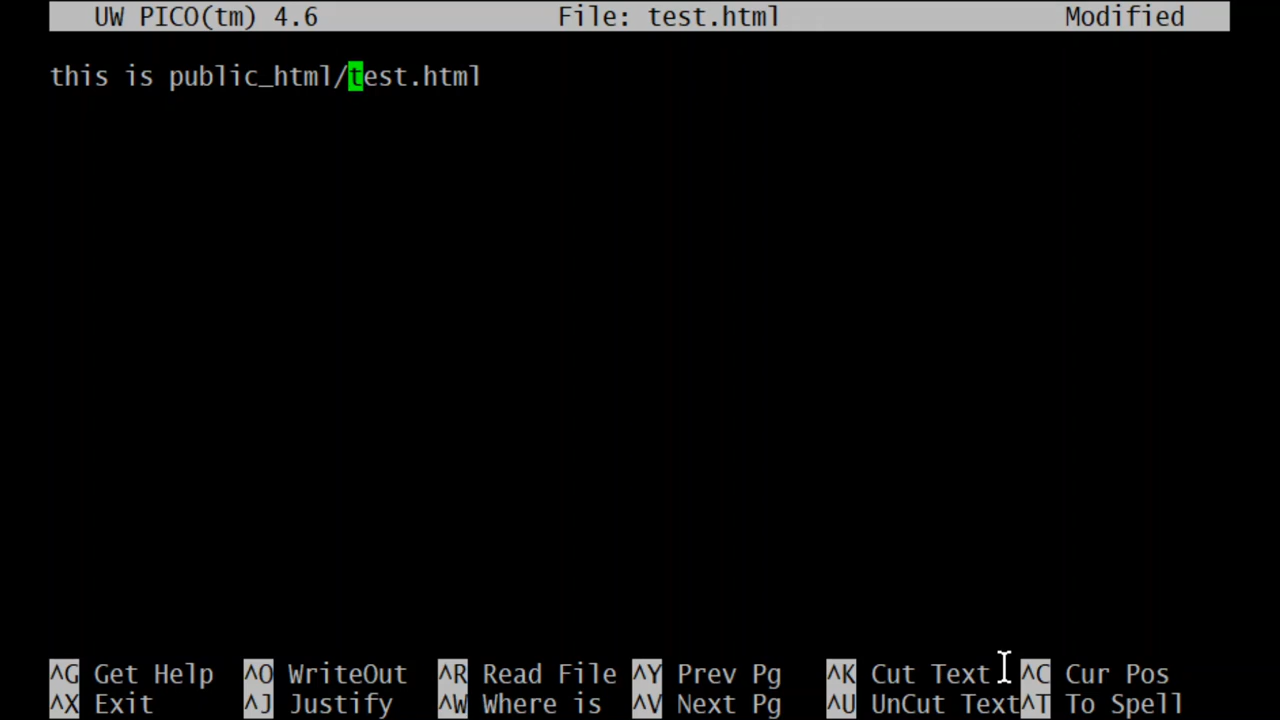 UW PICO(tm) 4.6 File: test.html Modified
this is public_html/test.html
^G Get Help ^O WriteOut ^R Read File ^Y Prev Pg ^K Cut Text ^C Cur Pos
^X Exit ^J Justify ^W Where is ^V Next Pg ^U UnCut Text ^T To Spell